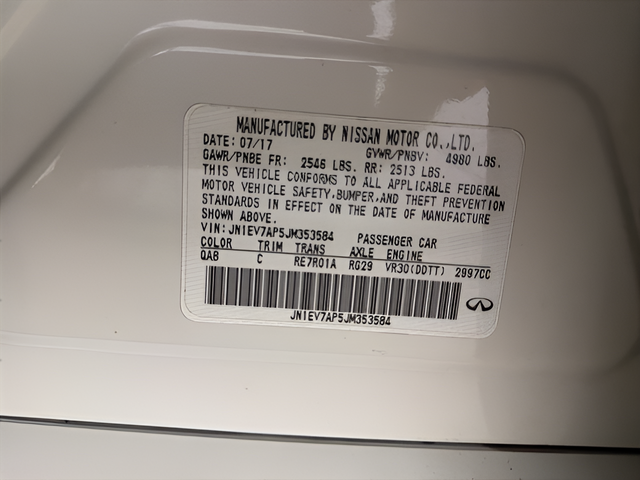 MANUFACTURED BY NISSAN MOTOR CO.,LTD.
DATE: 07/17 GVWR/PNBV: 4980 LBS.
GAWR/PNBE FR: 2546 LBS. RR: 2513 LBS.
THIS VEHICLE CONFORMS TO ALL APPLICABLE FEDERAL
MOTOR VEHICLE SAFETY,BUMPER,AND THEFT PREVENTION
STANDARDS IN EFFECT ON THE DATE OF MANUFACTURE
SHOWN ABOVE.
VIN: JN1EV7AP5JM353584 PASSENGER CAR
COLOR TRIM TRANS AXLE ENGINE
QAB C RE7R01A RG29 VR30(DDTT) 2997CC
JN1EV7AP5JM353584